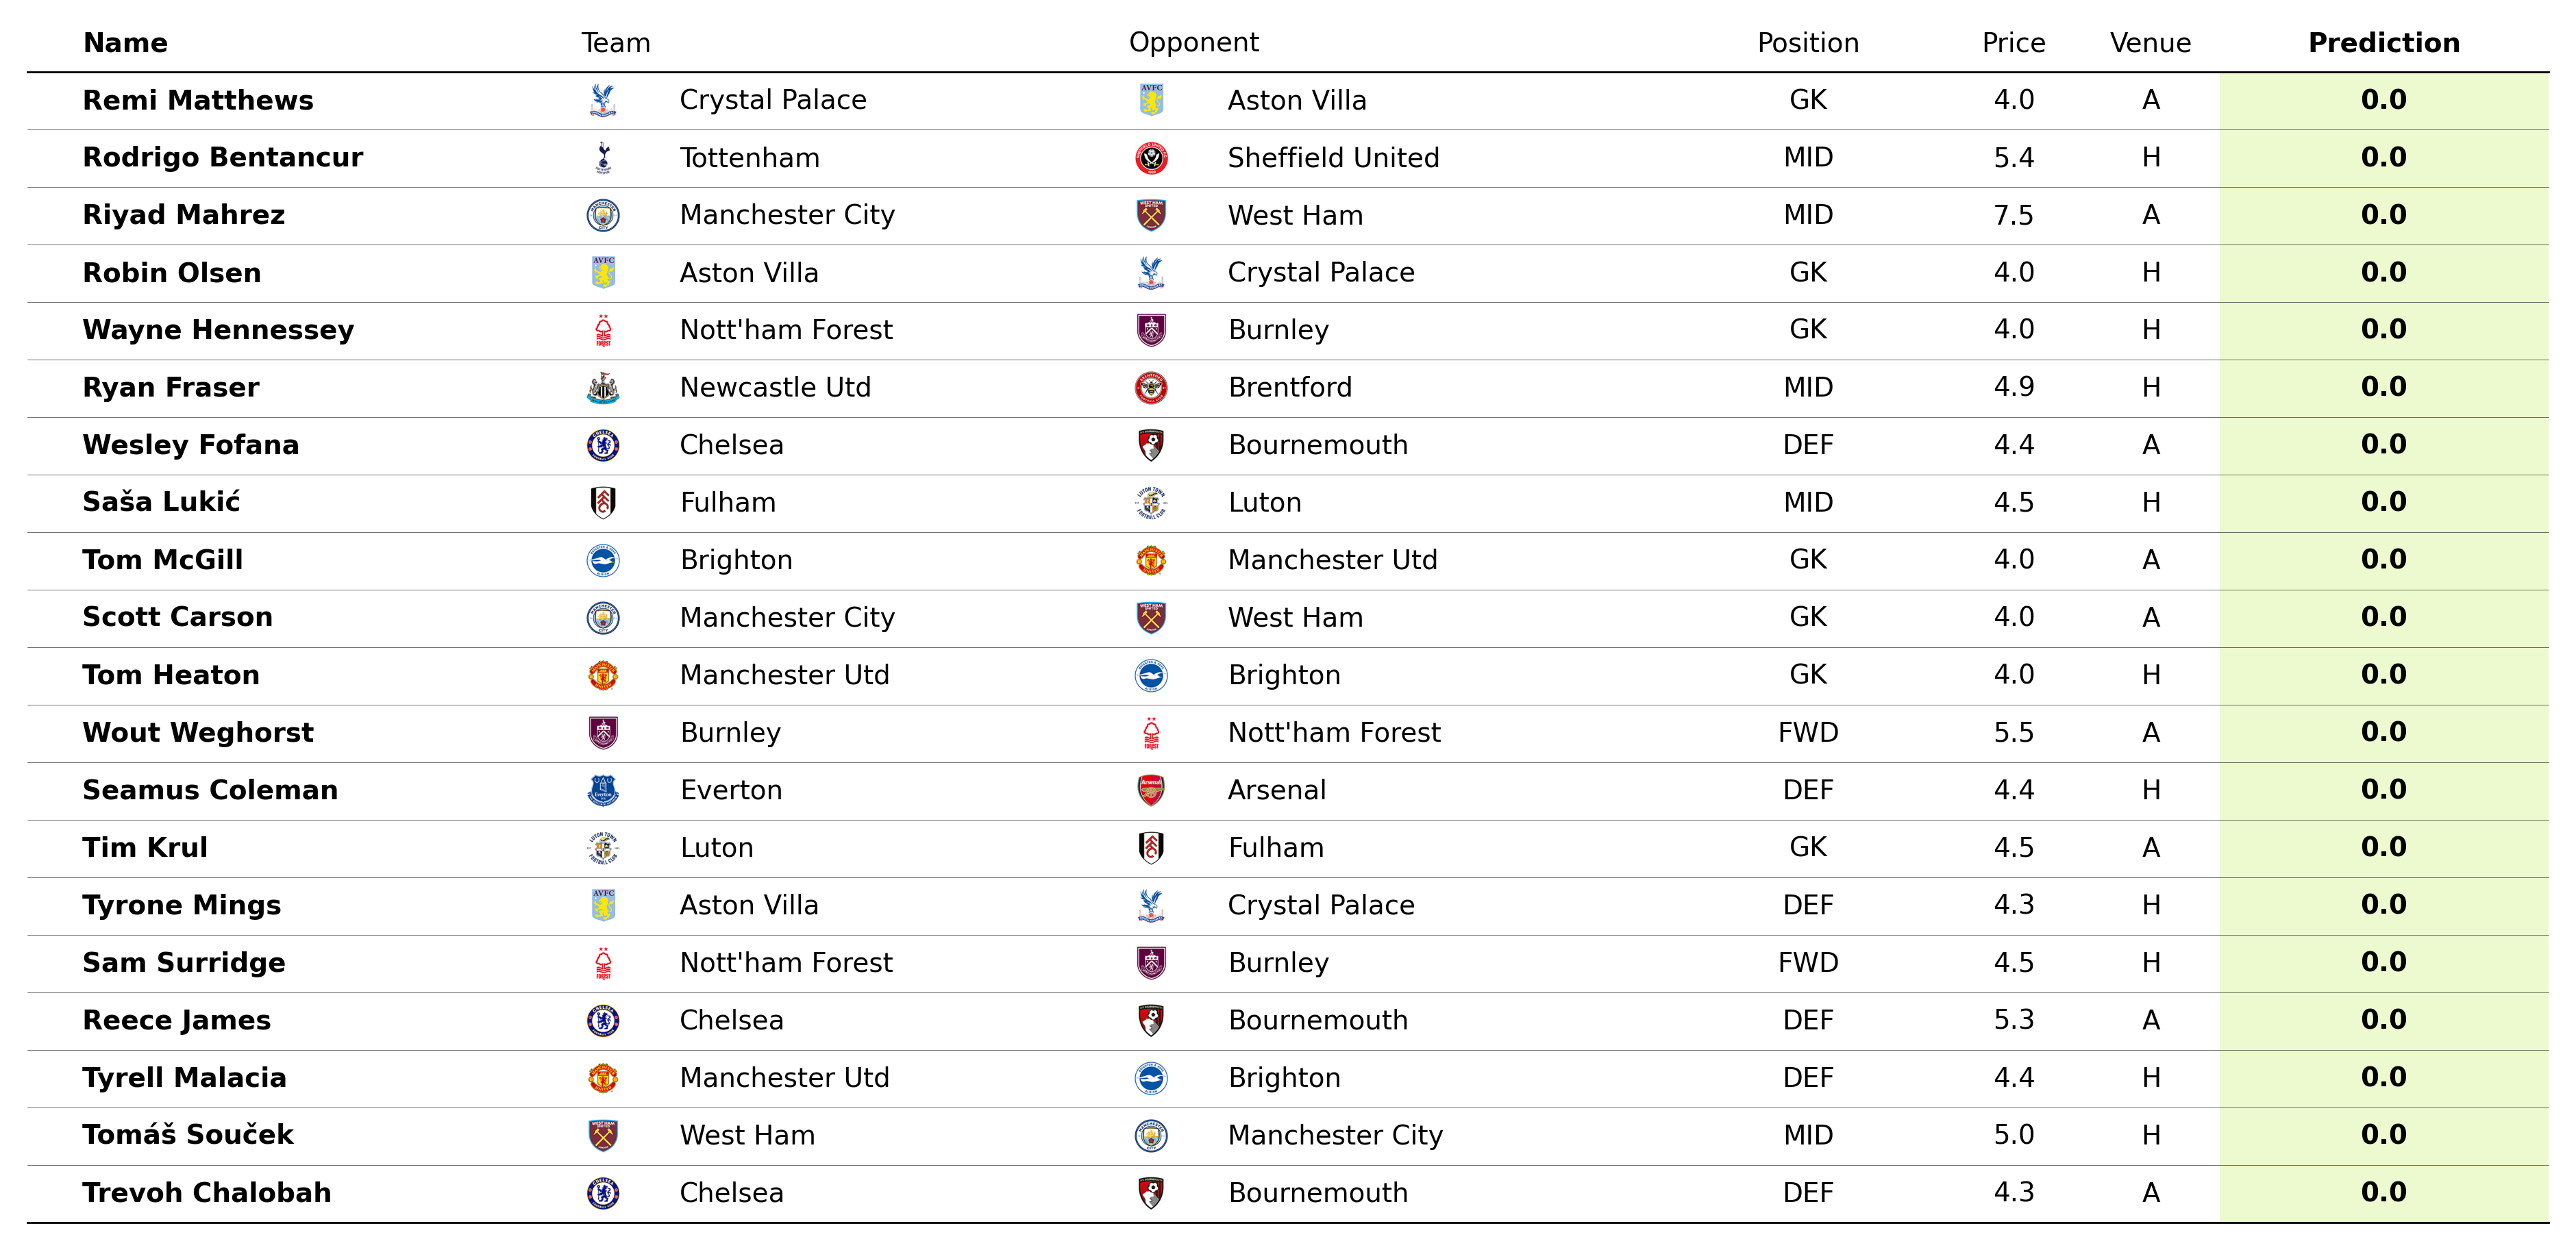 Name Team Opponent Position Price Venue Prediction
Remi Matthews Crystal Palace Aston Villa GK 4.0 A 0.0
Rodrigo Bentancur Tottenham Sheffield United MID 5.4 H 0.0
Riyad Mahrez Manchester City West Ham MID 7.5 A 0.0
Robin Olsen Aston Villa Crystal Palace GK 4.0 H 0.0
Wayne Hennessey Nott'ham Forest Burnley GK 4.0 H 0.0
Ryan Fraser Newcastle Utd Brentford MID 4.9 H 0.0
Wesley Fofana Chelsea Bournemouth DEF 4.4 A 0.0
Saša Lukić Fulham Luton MID 4.5 H 0.0
Tom McGill Brighton Manchester Utd GK 4.0 A 0.0
Scott Carson Manchester City West Ham GK 4.0 A 0.0
Tom Heaton Manchester Utd Brighton GK 4.0 H 0.0
Wout Weghorst Burnley Nott'ham Forest FWD 5.5 A 0.0
Seamus Coleman Everton Arsenal DEF 4.4 H 0.0
Tim Krul Luton Fulham GK 4.5 A 0.0
Tyrone Mings Aston Villa Crystal Palace DEF 4.3 H 0.0
Sam Surridge Nott'ham Forest Burnley FWD 4.5 H 0.0
Reece James Chelsea Bournemouth DEF 5.3 A 0.0
Tyrell Malacia Manchester Utd Brighton DEF 4.4 H 0.0
Tomáš Souček West Ham Manchester City MID 5.0 H 0.0
Trevoh Chalobah Chelsea Bournemouth DEF 4.3 A 0.0